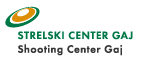 STRELSKI CENTER GAJ
Shooting Center Gaj